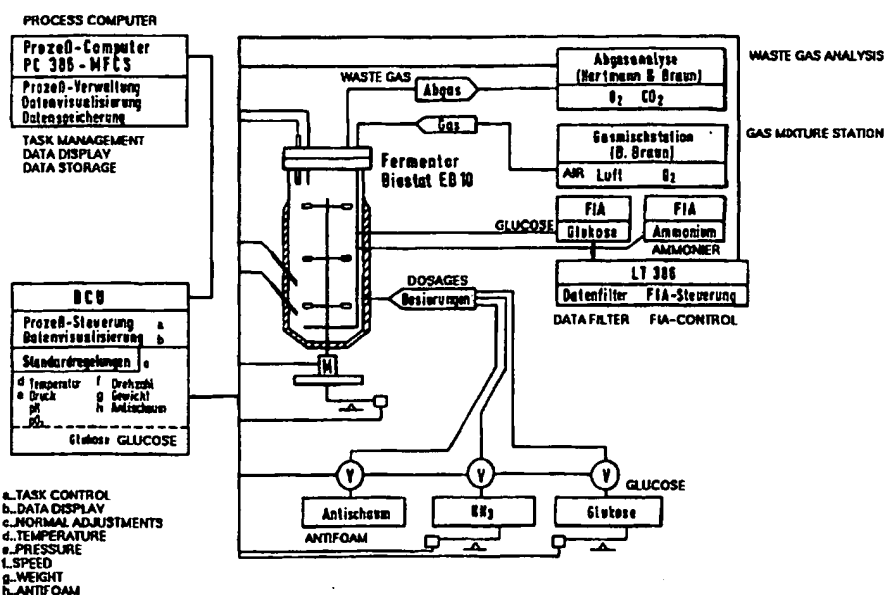 PROCESS COMPUTER
Prozeß-Computer
PC 386-MFCS
Prozeß-Verwaltung
Datenvisualisierung
Datenspeicherung
TASK MANAGEMENT
DATA DISPLAY
DATA STORAGE
WASTE GAS
Abgas
Gas
Abgasanalyse
(Hartmann & Braun)
O2 CO2
WASTE GAS ANALYSIS
Gasmischstation
(B. Braun)
AIR Luft O2
GAS MIXTURE STATION
Fermentor
Biostat EB10
GLUCOSE
FIA
Glukose
FIA
Ammonium
AMMONIER
LT 386
Datenfilter FIA-Steuerung
DATA FILTER FIA-CONTROL
DOSAGES
Dosierungen
M
DCU
Prozeß-Steuerung a
Datenvisualisierung b
Standardregelungen c
d Temperatur f Drehzahl
e Druck g Gewicht
pH h Antischaum
pO2
Glukose GLUCOSE
V
V
V
GLUCOSE
Antischaum
NH3
Glukose
ANTIFOAM
a..TASK CONTROL
b..DATA DISPLAY
c..NORMAL ADJUSTMENTS
d..TEMPERATURE
e..PRESSURE
f..SPEED
g..WEIGHT
h..ANTIFOAM